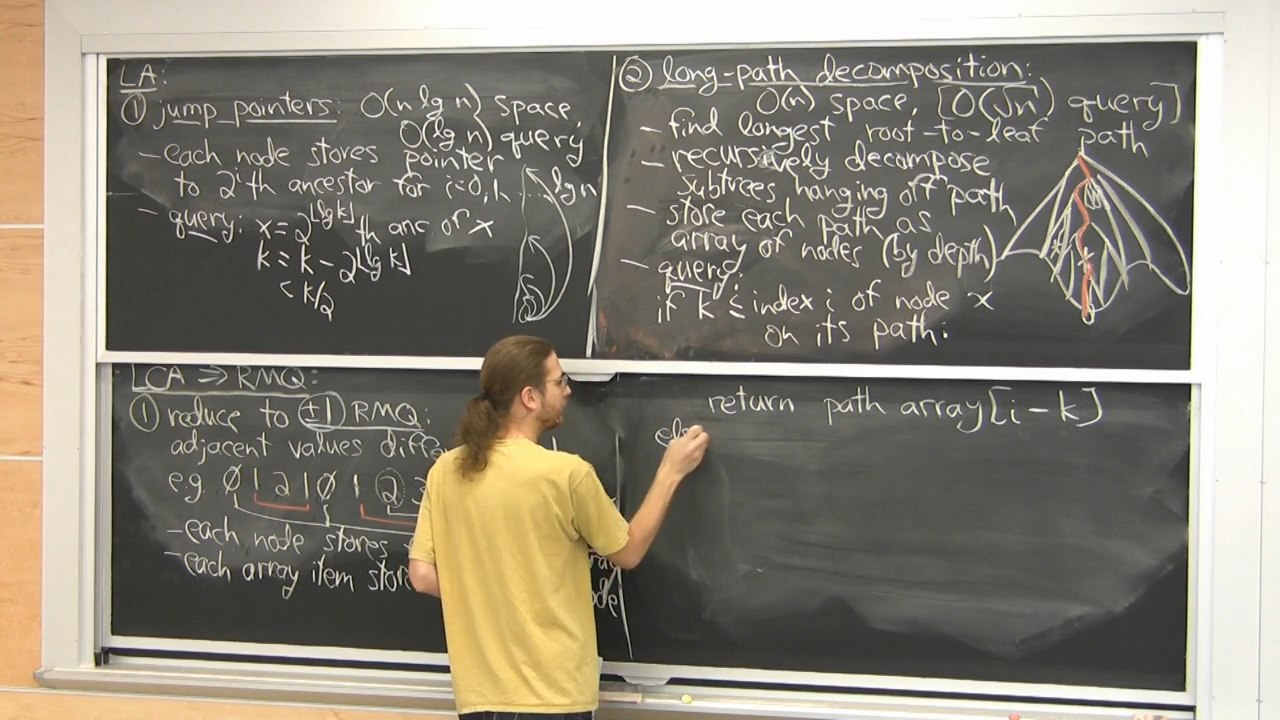 LA:
① jump pointers: O(n lg n) space,
O(lg n) query
- each node stores pointer
to 2^i th ancestor for i=0,1,...,lg n
- query: x = 2^⌊lg k⌋ th anc. of x
k = k - 2^⌊lg k⌋
< k/2
② long-path decomposition:
O(n) space, [O(√n) query]
- find longest root-to-leaf path
- recursively decompose
subtrees hanging off path
- store each path as
array of nodes (by depth)
- query:
if k ≤ index i of node x
on its path:
LCA → RMQ:
① reduce to ±1 RMQ:
adjacent values differ
e.g. 0 1 2 1 0 1 2 3
- each node stores
- each array item store
return path array[i-k]
els